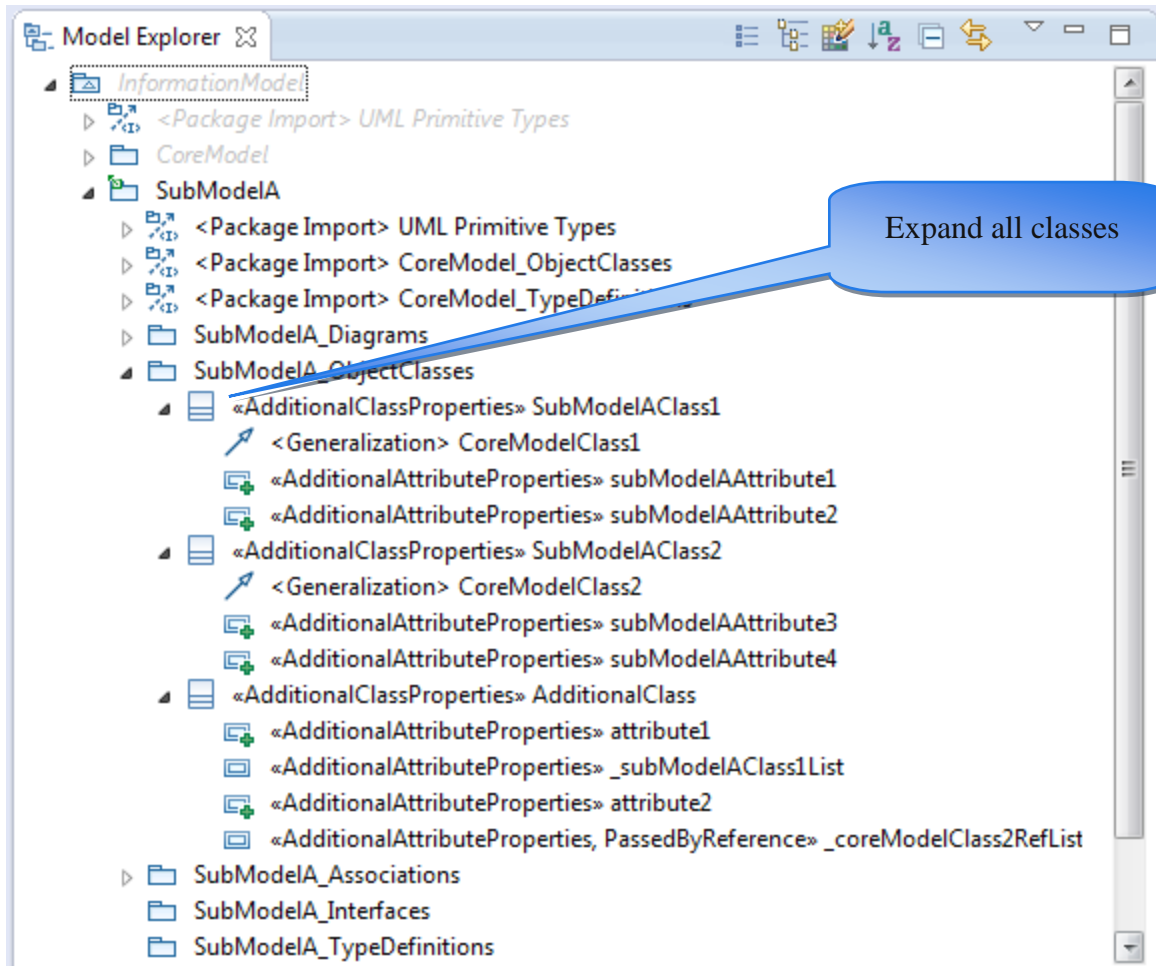 Model Explorer
InformationModel
<Package Import> UML Primitive Types
CoreModel
SubModelA
<Package Import> UML Primitive Types
<Package Import> CoreModel_ObjectClasses
<Package Import> CoreModel_TypeDefinitions
SubModelA_Diagrams
SubModelA_ObjectClasses
«AdditionalClassProperties» SubModelAClass1
<Generalization> CoreModelClass1
«AdditionalAttributeProperties» subModelAAttribute1
«AdditionalAttributeProperties» subModelAAttribute2
«AdditionalClassProperties» SubModelAClass2
<Generalization> CoreModelClass2
«AdditionalAttributeProperties» subModelAAttribute3
«AdditionalAttributeProperties» subModelAAttribute4
«AdditionalClassProperties» AdditionalClass
«AdditionalAttributeProperties» attribute1
«AdditionalAttributeProperties» _subModelAClass1List
«AdditionalAttributeProperties» attribute2
«AdditionalAttributeProperties, PassedByReference» _coreModelClass2RefList
SubModelA_Associations
SubModelA_Interfaces
SubModelA_TypeDefinitions
Expand all classes